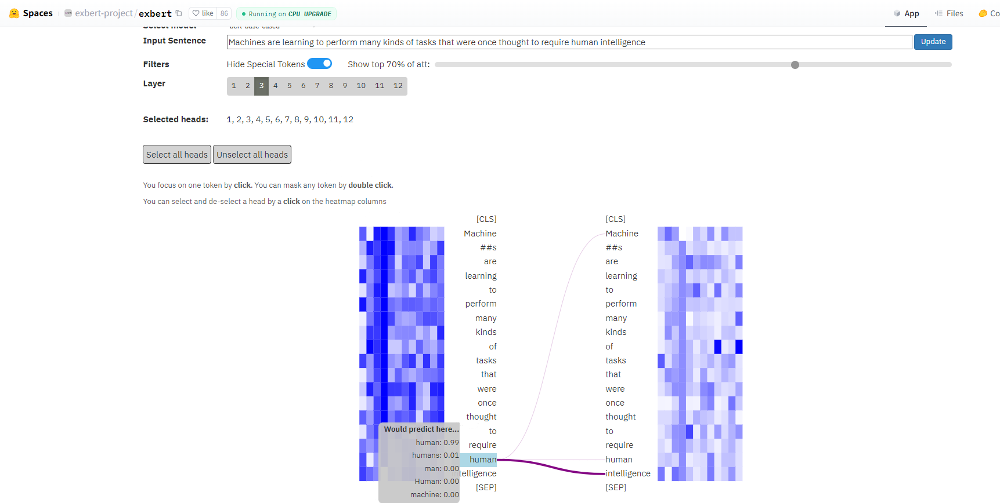 Spaces exbert-project/exbert like 86 Running on CPU UPGRADE App Files Co
Select model bert-base-cased
Input Sentence Machines are learning to perform many kinds of tasks that were once thought to require human intelligence Update
Filters Hide Special Tokens Show top 70% of att:
Layer 1 2 3 4 5 6 7 8 9 10 11 12
Selected heads: 1, 2, 3, 4, 5, 6, 7, 8, 9, 10, 11, 12
Select all heads Unselect all heads
You focus on one token by click. You can mask any token by double click.
You can select and de-select a head by a click on the heatmap columns
[CLS] [CLS]
Machine Machine
##s ##s
are are
learning learning
to to
perform perform
many many
kinds kinds
of of
tasks tasks
that that
were were
once once
thought thought
to to
require require
human human
telligence intelligence
[SEP] [SEP]
Would predict here...
human: 0.99
humans: 0.01
man: 0.00
Human: 0.00
machine: 0.00